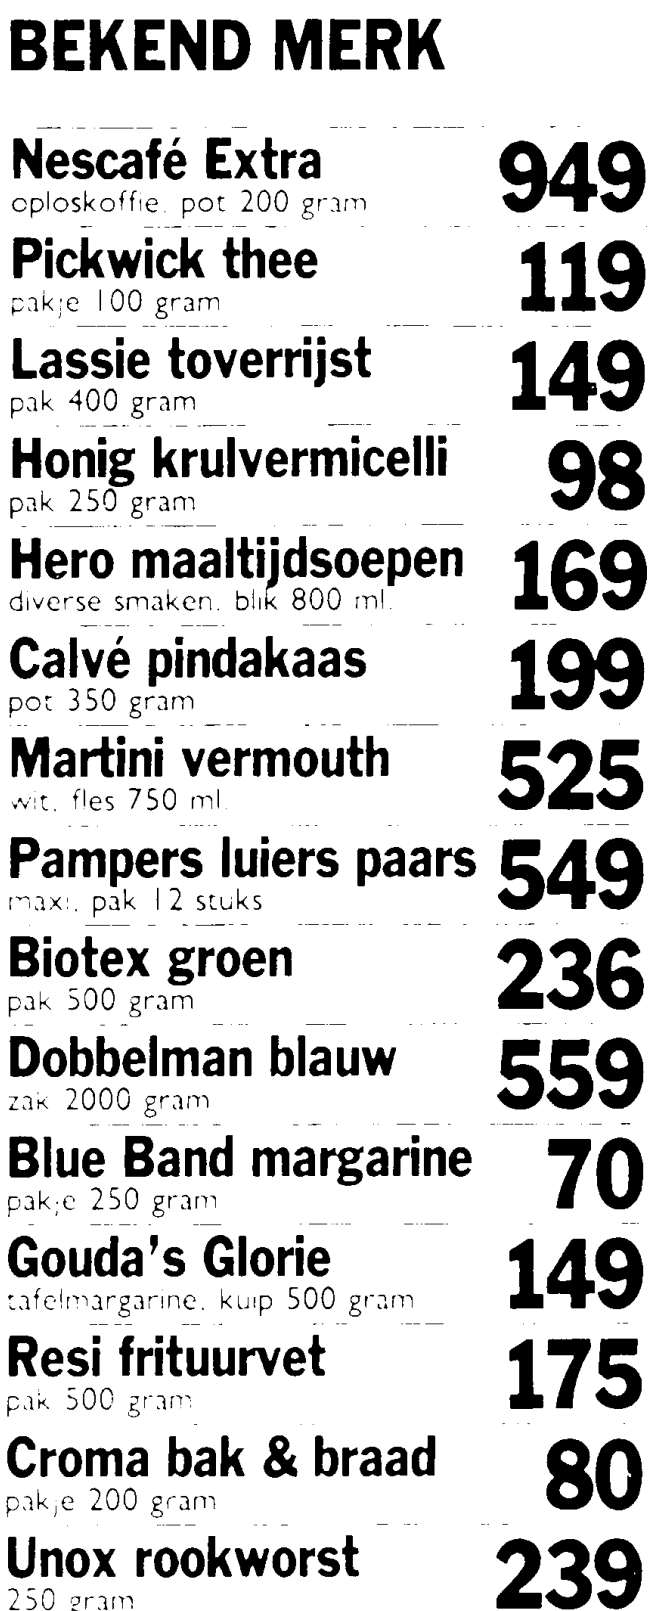 BEKEND MERK
Nescafé Extra 949
oploskoffie. pot 200 gram
Pickwick thee 119
pakje 100 gram
Lassie toverrijst 149
pak 400 gram
Honig krulvermicelli 98
pak 250 gram
Hero maaltijdsoepen 169
diverse smaken. blik 800 ml.
Calvé pindakaas 199
pot 350 gram
Martini vermouth 525
wit. fles 750 ml.
Pampers luiers paars 549
maxi. pak 12 stuks
Biotex groen 236
pak 500 gram
Dobbelman blauw 559
zak 2000 gram
Blue Band margarine 70
pakje 250 gram
Gouda's Glorie 149
tafelmargarine. kuip 500 gram
Resi frituurvet 175
pak 500 gram
Croma bak & braad 80
pakje 200 gram
Unox rookworst 239
250 gram